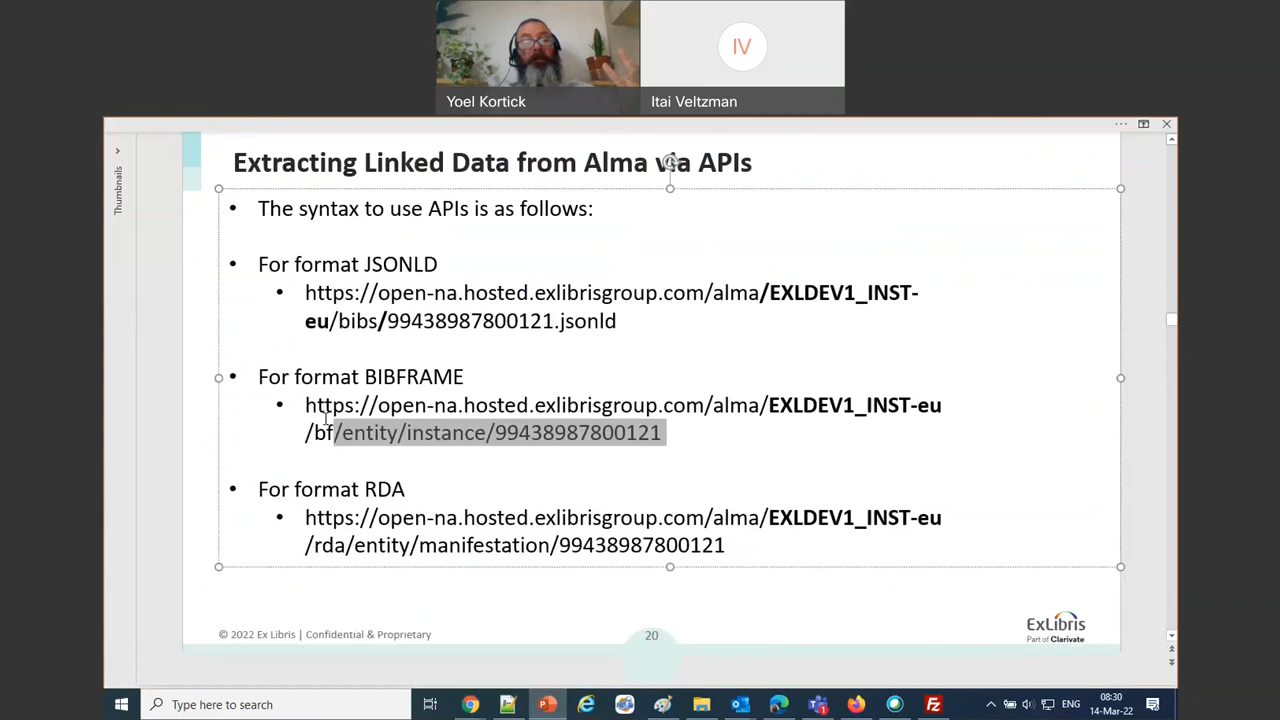 IV
Yoel Kortick
Itai Veltzman
Thumbnails
Extracting Linked Data from Alma via APIs
• The syntax to use APIs is as follows:
• For format JSONLD
• https://open-na.hosted.exlibrisgroup.com/alma/EXLDEV1_INST-
eu/bibs/99438987800121.jsonld
• For format BIBFRAME
• https://open-na.hosted.exlibrisgroup.com/alma/EXLDEV1_INST-eu
/bf/entity/instance/99438987800121
• For format RDA
• https://open-na.hosted.exlibrisgroup.com/alma/EXLDEV1_INST-eu
/rda/entity/manifestation/99438987800121
© 2022 Ex Libris | Confidential & Proprietary
20
ExLibris
Part of Clarivate
Type here to search
ENG
08:30
14-Mar-22